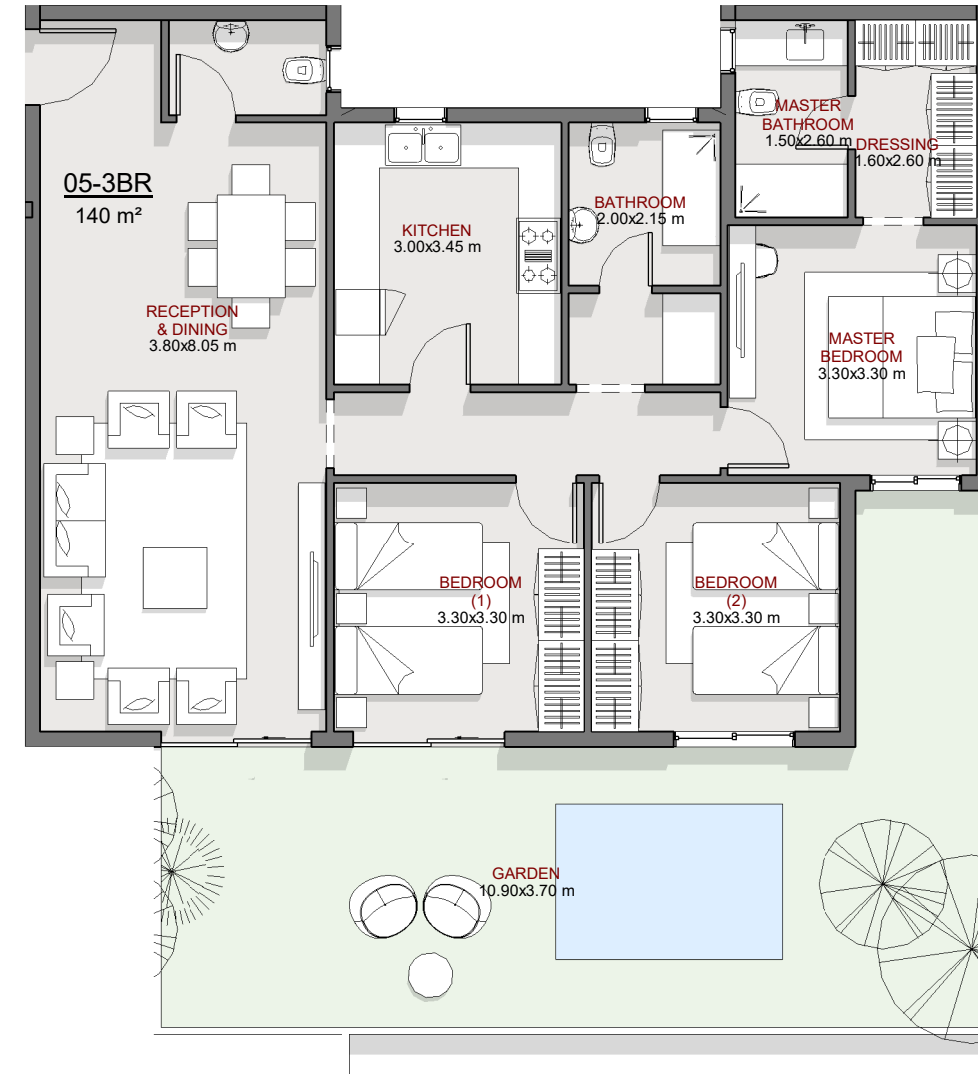 05-3BR
140 m²
RECEPTION
& DINING
3.80x8.05 m
KITCHEN
3.00x3.45 m
BATHROOM
2.00x2.15 m
MASTER
BATHROOM
1.50x2.60 m
DRESSING
1.60x2.60 m
MASTER
BEDROOM
3.30x3.30 m
BEDROOM
(1)
3.30x3.30 m
BEDROOM
(2)
3.30x3.30 m
GARDEN
10.90x3.70 m